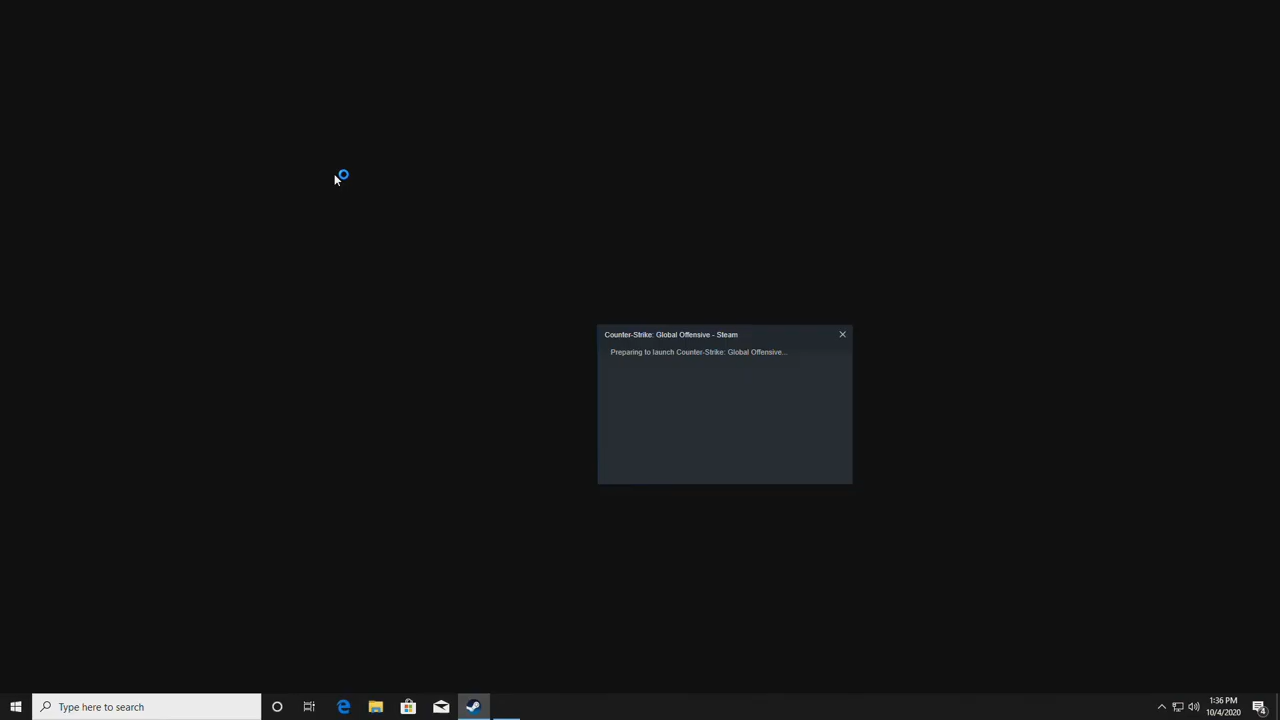 Counter-Strike: Global Offensive - Steam
Preparing to launch Counter-Strike: Global Offensive...
Type here to search
1:36 PM
10/4/2020
4